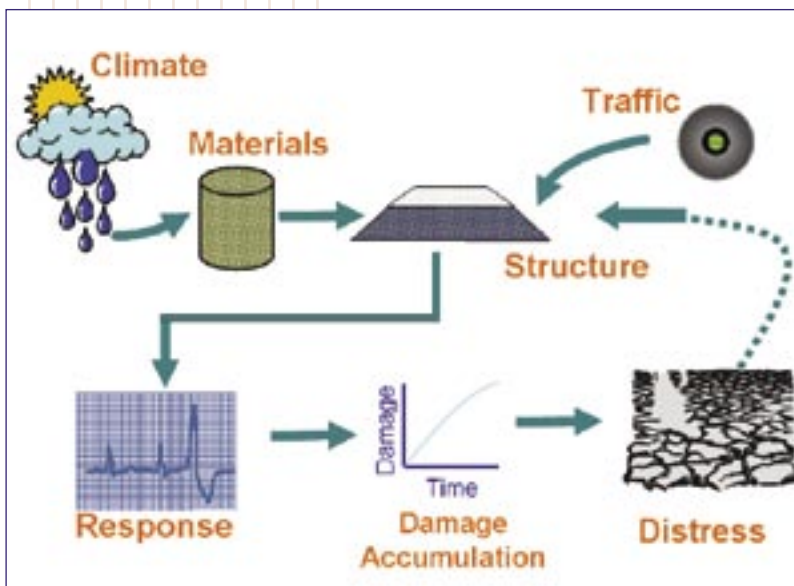 Climate
Traffic
Materials
Structure
Damage
Time
Response
Damage
Accumulation
Distress